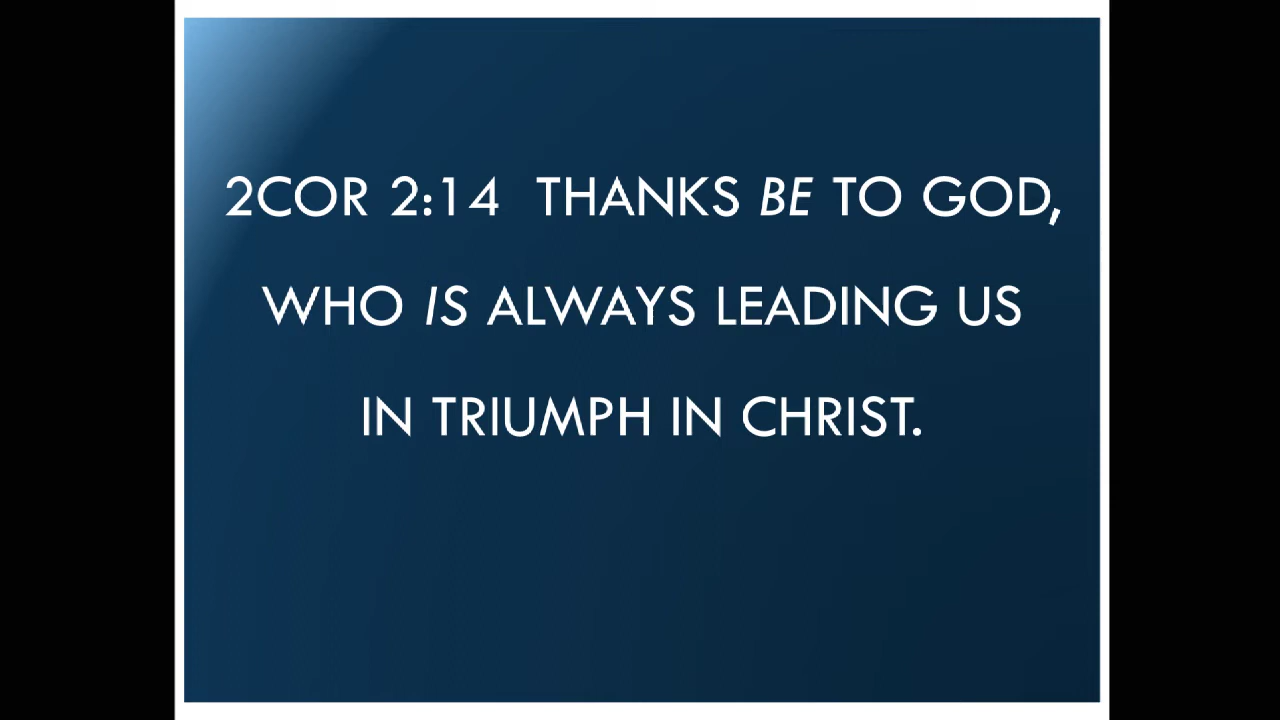 2COR 2:14  THANKS BE TO GOD,
WHO IS ALWAYS LEADING US
IN TRIUMPH IN CHRIST.